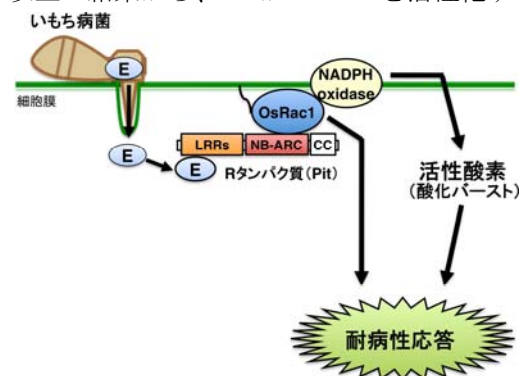 いもち病菌
E
NADPH
oxidase
細胞膜
OsRac1
E
LRRs
NB-ARC
CC
E
Rタンパク質(Pit)
活性酸素
(酸化バースト)
耐病性応答